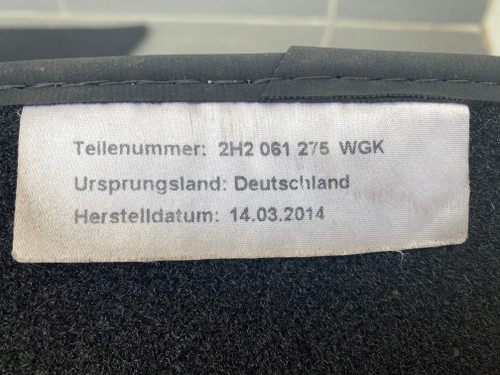 Teilenummer: 2H2 061 275 WGK
Ursprungsland: Deutschland
Herstelldatum: 14.03.2014